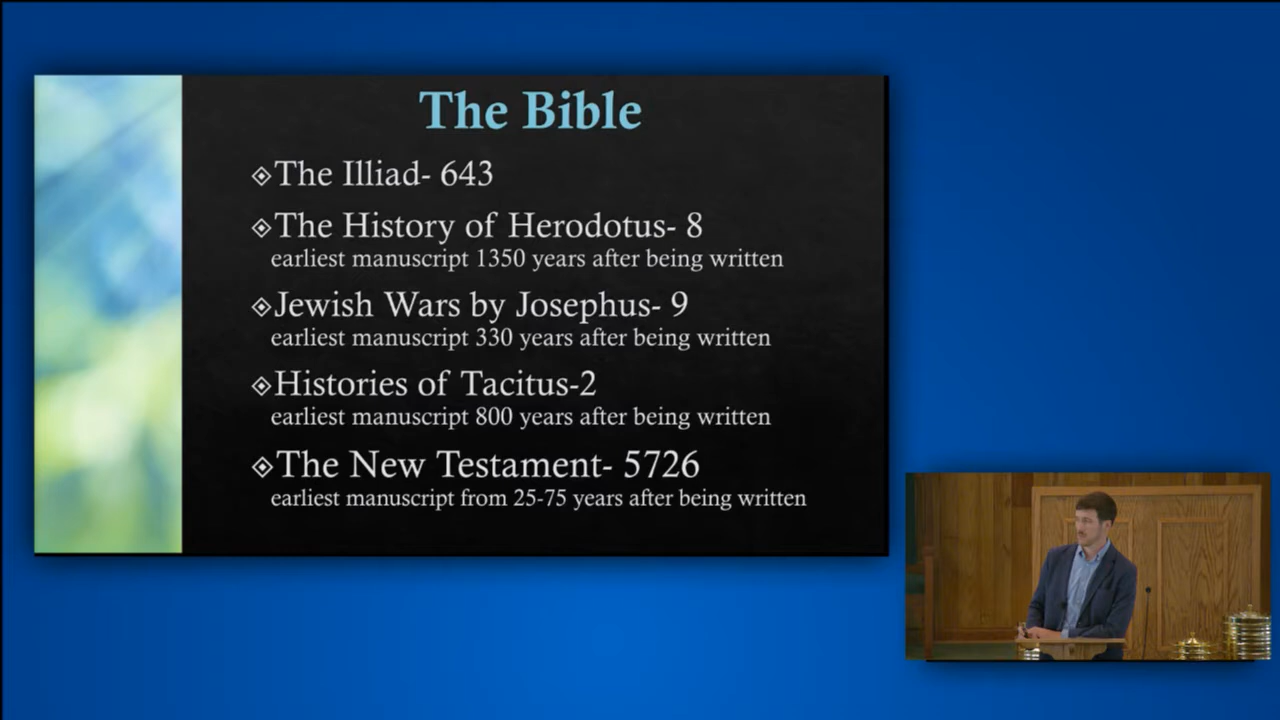 The Bible
The Illiad- 643
The History of Herodotus- 8
earliest manuscript 1350 years after being written
Jewish Wars by Josephus- 9
earliest manuscript 330 years after being written
Histories of Tacitus-2
earliest manuscript 800 years after being written
The New Testament- 5726
earliest manuscript from 25-75 years after being written